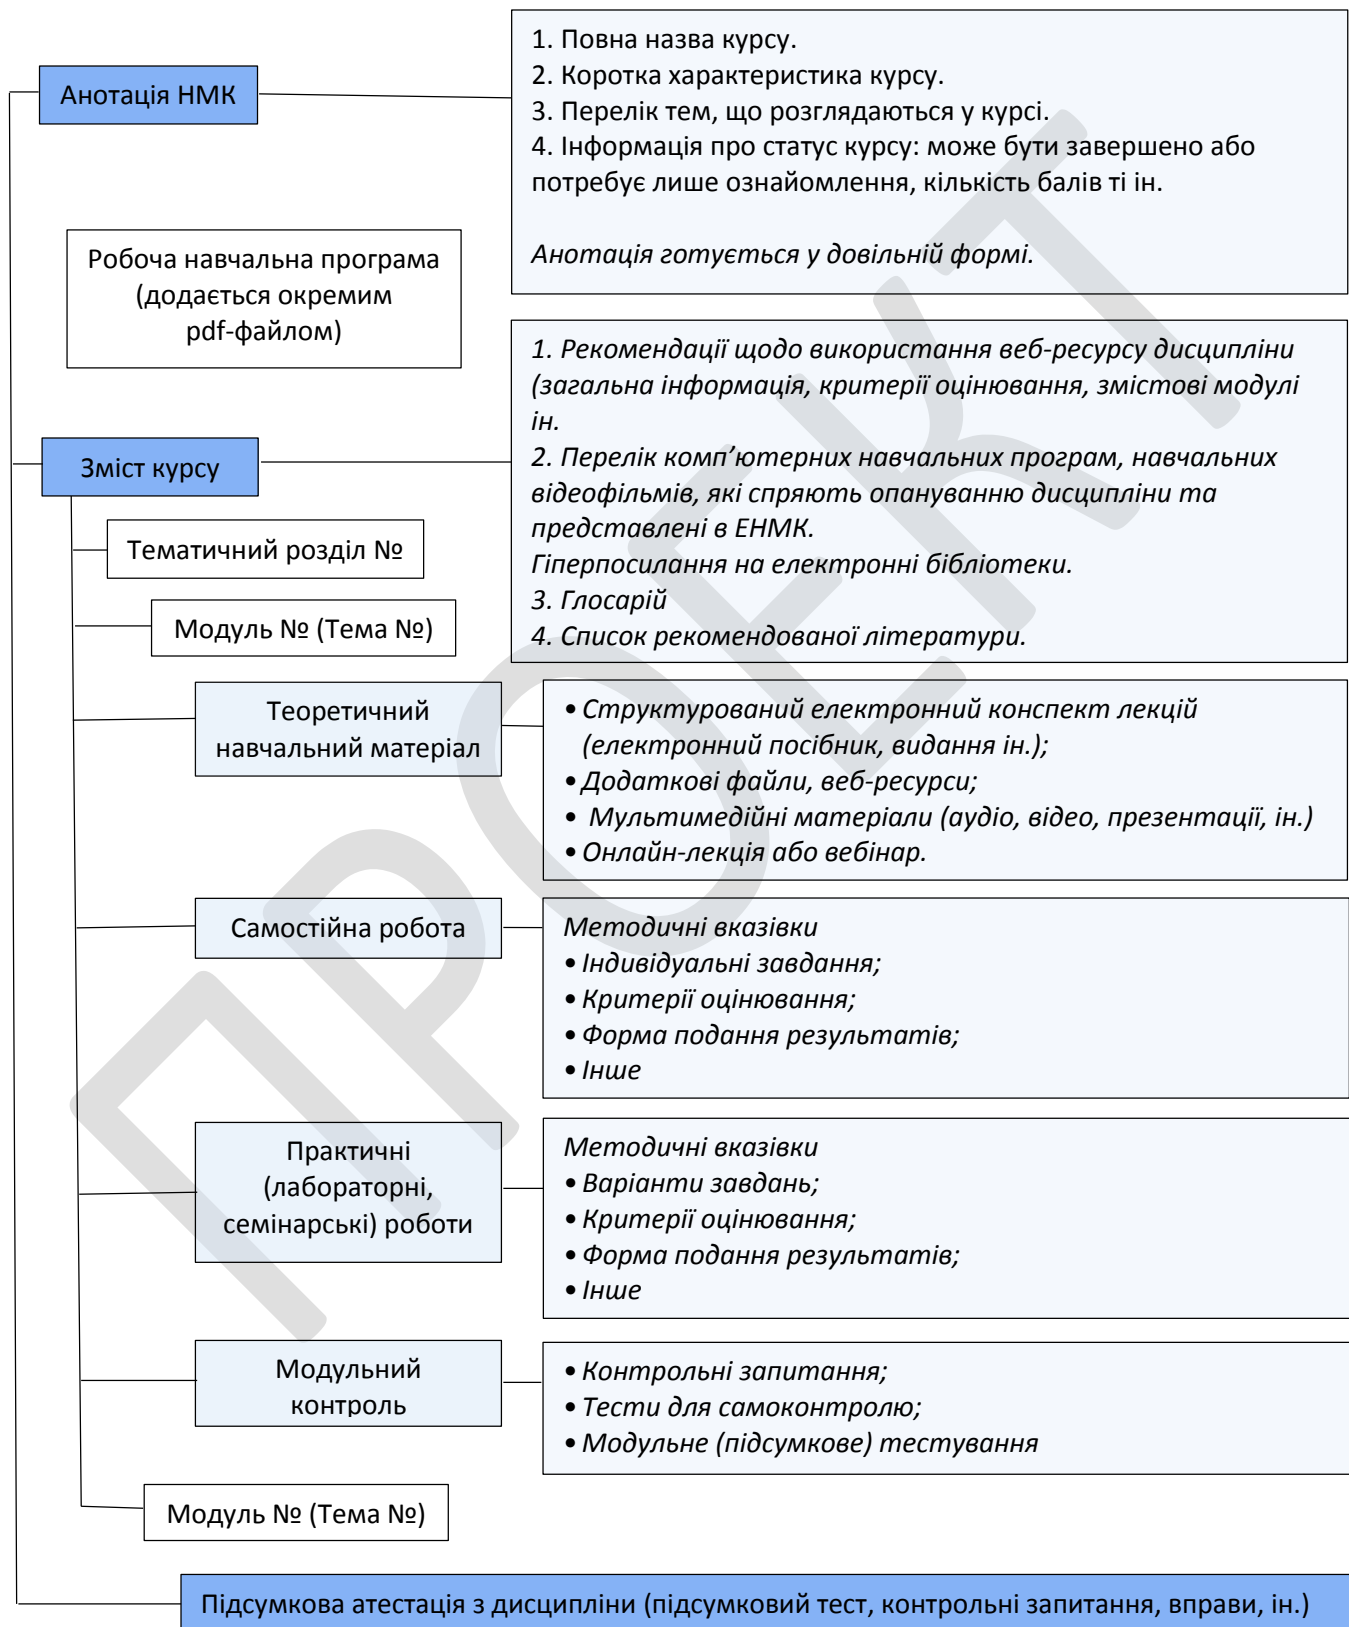 Анотація НМК
1. Повна назва курсу.
2. Коротка характеристика курсу.
3. Перелік тем, що розглядаються у курсі.
4. Інформація про статус курсу: може бути завершено або
потребує лише ознайомлення, кількість балів ті ін.
Анотація готується у довільній формі.
Робоча навчальна програма
(додається окремим
pdf-файлом)
Зміст курсу
1. Рекомендації щодо використання веб-ресурсу дисципліни
(загальна інформація, критерії оцінювання, змістові модулі
ін.
2. Перелік комп’ютерних навчальних програм, навчальних
відеофільмів, які спряють опануванню дисципліни та
представлені в ЕНМК.
Гіперпосилання на електронні бібліотеки.
3. Глосарій
4. Список рекомендованої літератури.
Тематичний розділ №
Модуль № (Тема №)
Теоретичний
навчальний матеріал
• Структурований електронний конспект лекцій
(електронний посібник, видання ін.);
• Додаткові файли, веб-ресурси;
• Мультимедійні матеріали (аудіо, відео, презентації, ін.)
• Онлайн-лекція або вебінар.
Самостійна робота
Методичні вказівки
• Індивідуальні завдання;
• Критерії оцінювання;
• Форма подання результатів;
• Інше
Практичні
(лабораторні,
семінарські) роботи
Методичні вказівки
• Варіанти завдань;
• Критерії оцінювання;
• Форма подання результатів;
• Інше
Модульний
контроль
• Контрольні запитання;
• Тести для самоконтролю;
• Модульне (підсумкове) тестування
Модуль № (Тема №)
Підсумкова атестація з дисципліни (підсумковий тест, контрольні запитання, вправи, ін.)
ПРОЕКТ